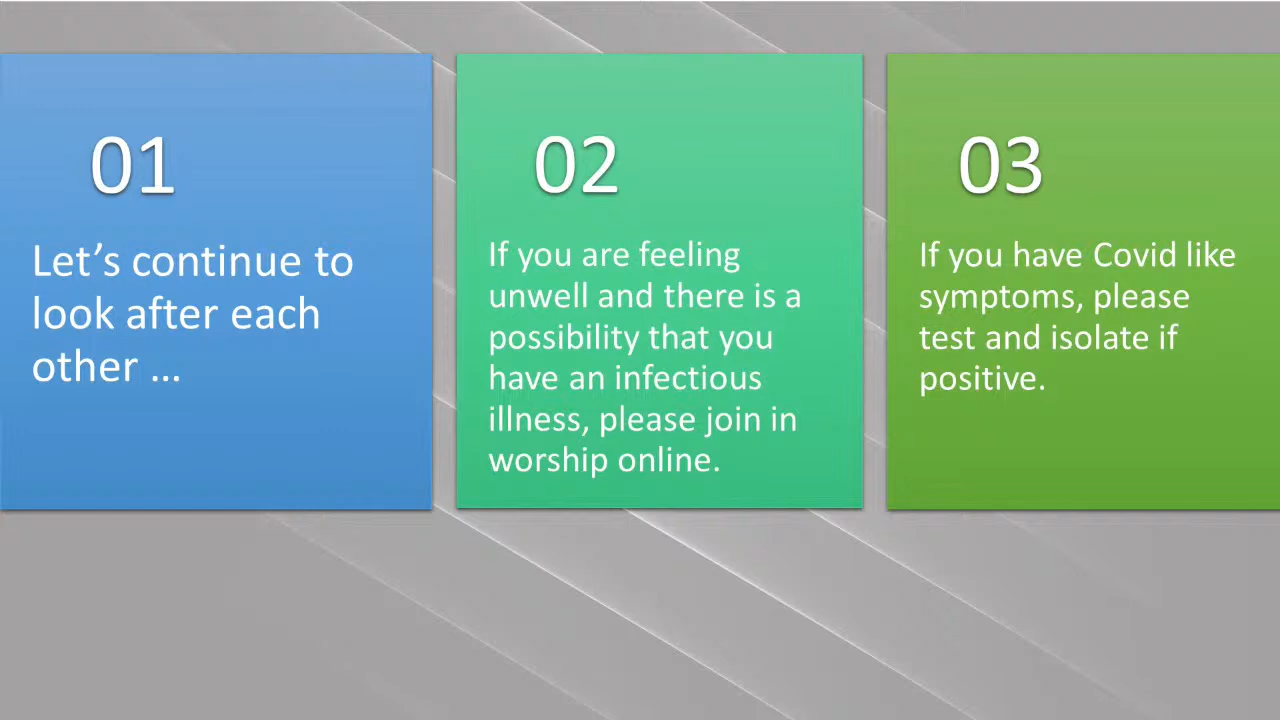 01
Let’s continue to
look after each
other ...
02
If you are feeling
unwell and there is a
possibility that you
have an infectious
illness, please join in
worship online.
03
If you have Covid like
symptoms, please
test and isolate if
positive.